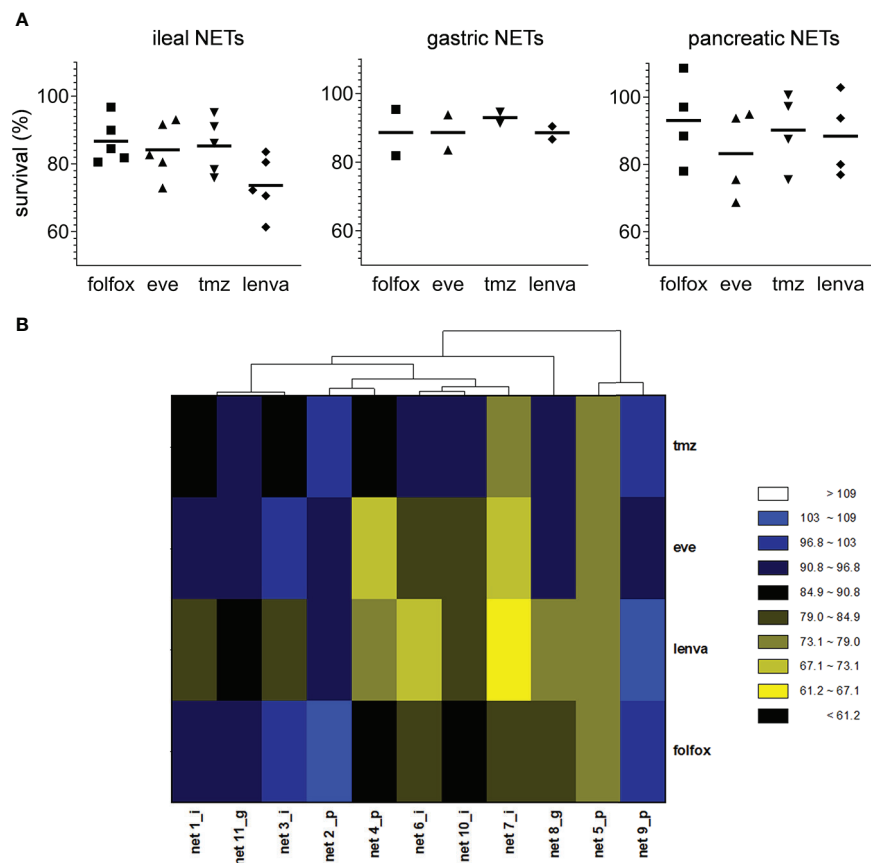 A
ileal NETs
gastric NETs
pancreatic NETs
survival (%)
100
80
60
folfox eve tmz lenva
100
80
60
folfox eve tmz lenva
100
80
60
folfox eve tmz lenva
B
tmz
eve
lenva
folfox
> 109
103 ~ 109
96.8 ~ 103
90.8 ~ 96.8
84.9 ~ 90.8
79.0 ~ 84.9
73.1 ~ 79.0
67.1 ~ 73.1
61.2 ~ 67.1
< 61.2
net 1_i
net 11_g
net 3_i
net 2 _p
net 4_p
net 6_i
net 10_i
net 7_i
net 8_g
net 5_p
net 9_p